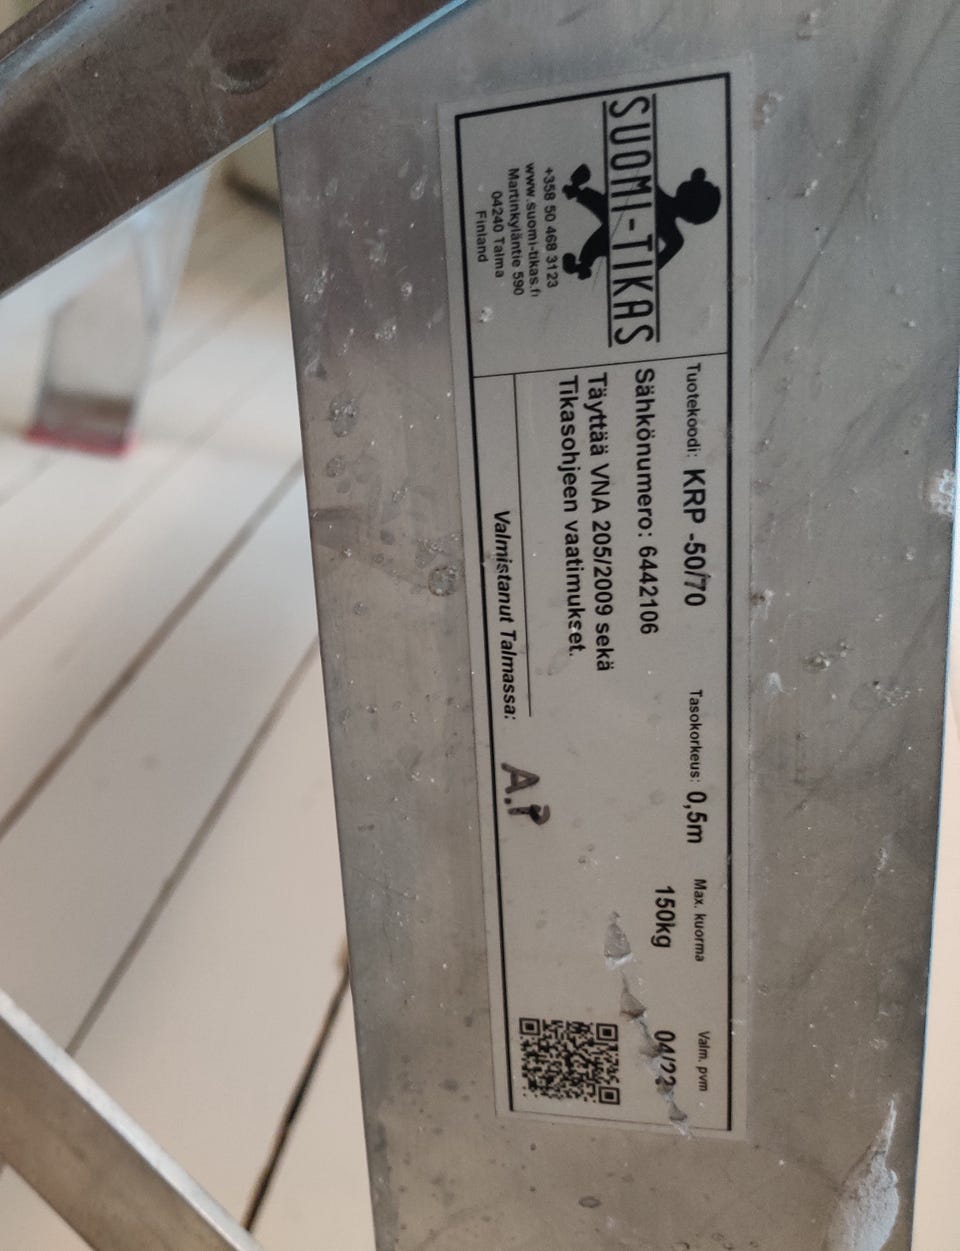 SUOMI-TIKAS
+358 50 468 3123
www.suomi-tikas.fi
Martinkyläntie 590
04240 Talma
Finland
Tuotekoodi: KRP -50/70
Tasokorkeus: 0,5m
Max. kuorma
150kg
Valm. pvm
04/22
Sähkönumero: 6442106
Täyttää VNA 205/2009 sekä
Tikasohjeen vaatimukset.
Valmistanut Talmassa: A.P